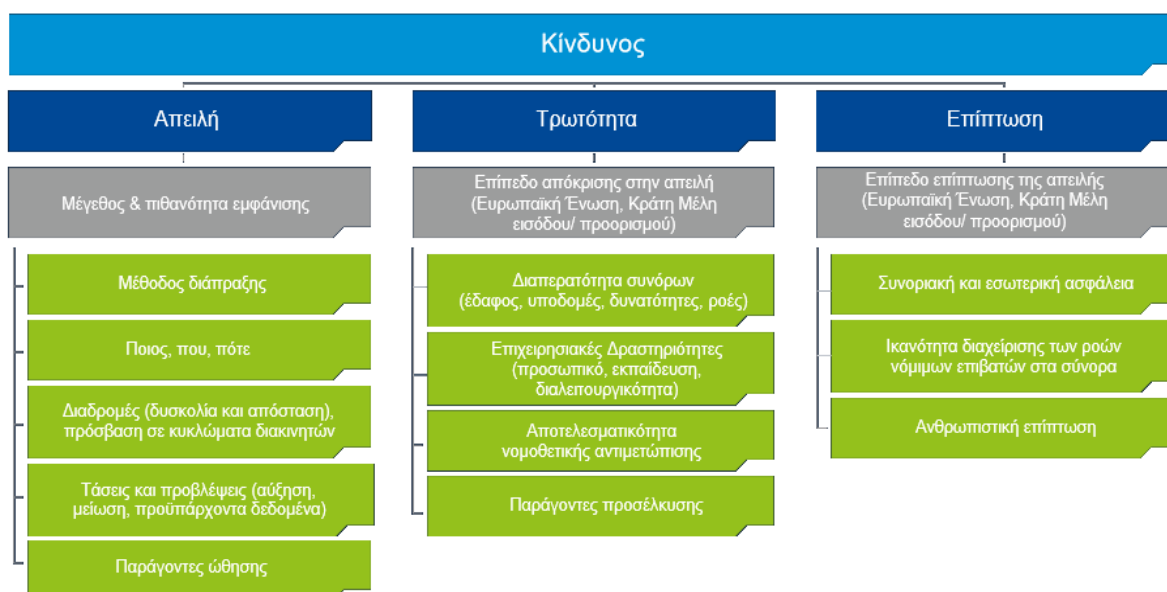 Κίνδυνος
Απειλή
Μέγεθος & πιθανότητα εμφάνισης
Μέθοδος διάπραξης
Ποιος, που, πότε
Διαδρομές (δυσκολία και απόσταση),
πρόσβαση σε κυκλώματα διακινητών
Τάσεις και προβλέψεις (αύξηση,
μείωση, προϋπάρχοντα δεδομένα)
Παράγοντες ώθησης
Τρωτότητα
Επίπεδο απόκρισης στην απειλή
(Ευρωπαϊκή Ένωση, Κράτη Μέλη
εισόδου/ προορισμού)
Διαπερατότητα συνόρων
(έδαφος, υποδομές, δυνατότητες, ροές)
Επιχειρησιακές Δραστηριότητες
(προσωπικό, εκπαίδευση,
διαλειτουργικότητα)
Αποτελεσματικότητα
νομοθετικής αντιμετώπισης
Παράγοντες προσέλκυσης
Επίπτωση
Επίπεδο επίπτωσης της απειλής
(Ευρωπαϊκή Ένωση, Κράτη Μέλη
εισόδου/ προορισμού)
Συνοριακή και εσωτερική ασφάλεια
Ικανότητα διαχείρισης των ροών
νόμιμων επιβατών στα σύνορα
Ανθρωπιστική επίπτωση